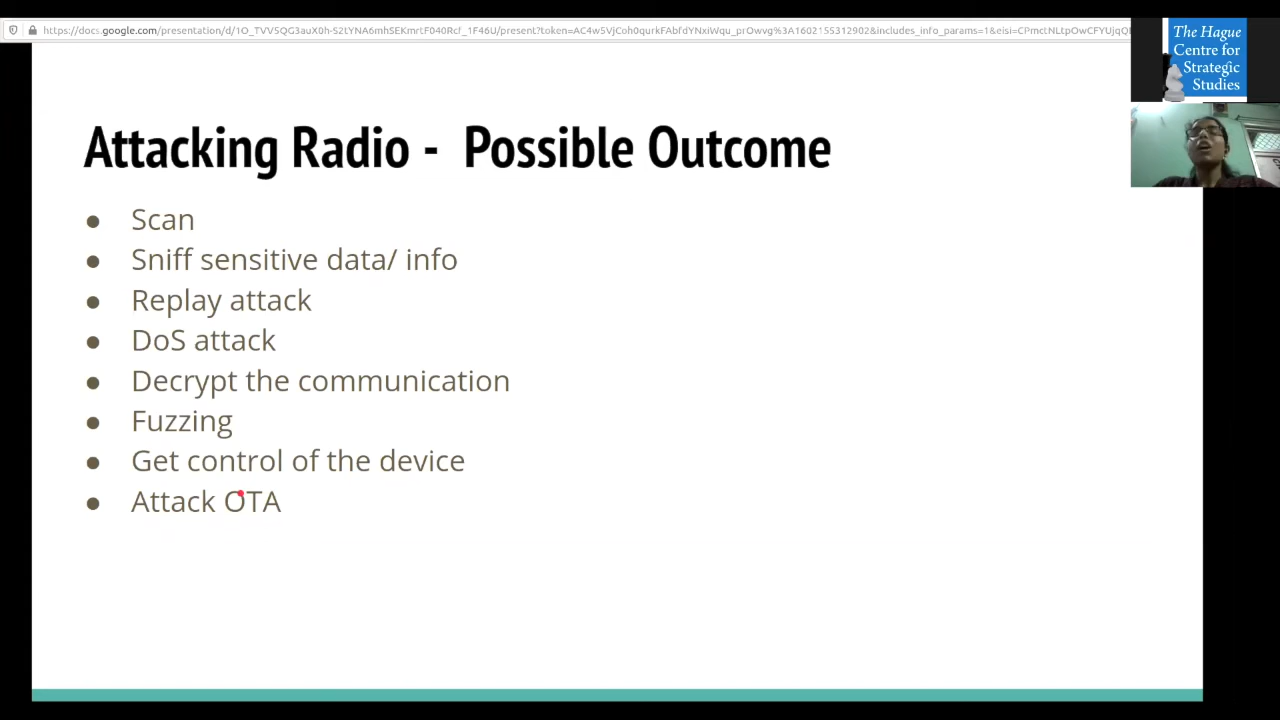 Attacking Radio - Possible Outcome
● Scan
● Sniff sensitive data/ info
● Replay attack
● DoS attack
● Decrypt the communication
● Fuzzing
● Get control of the device
● Attack OTA
The Hague
Centre for
Strategic
Studies